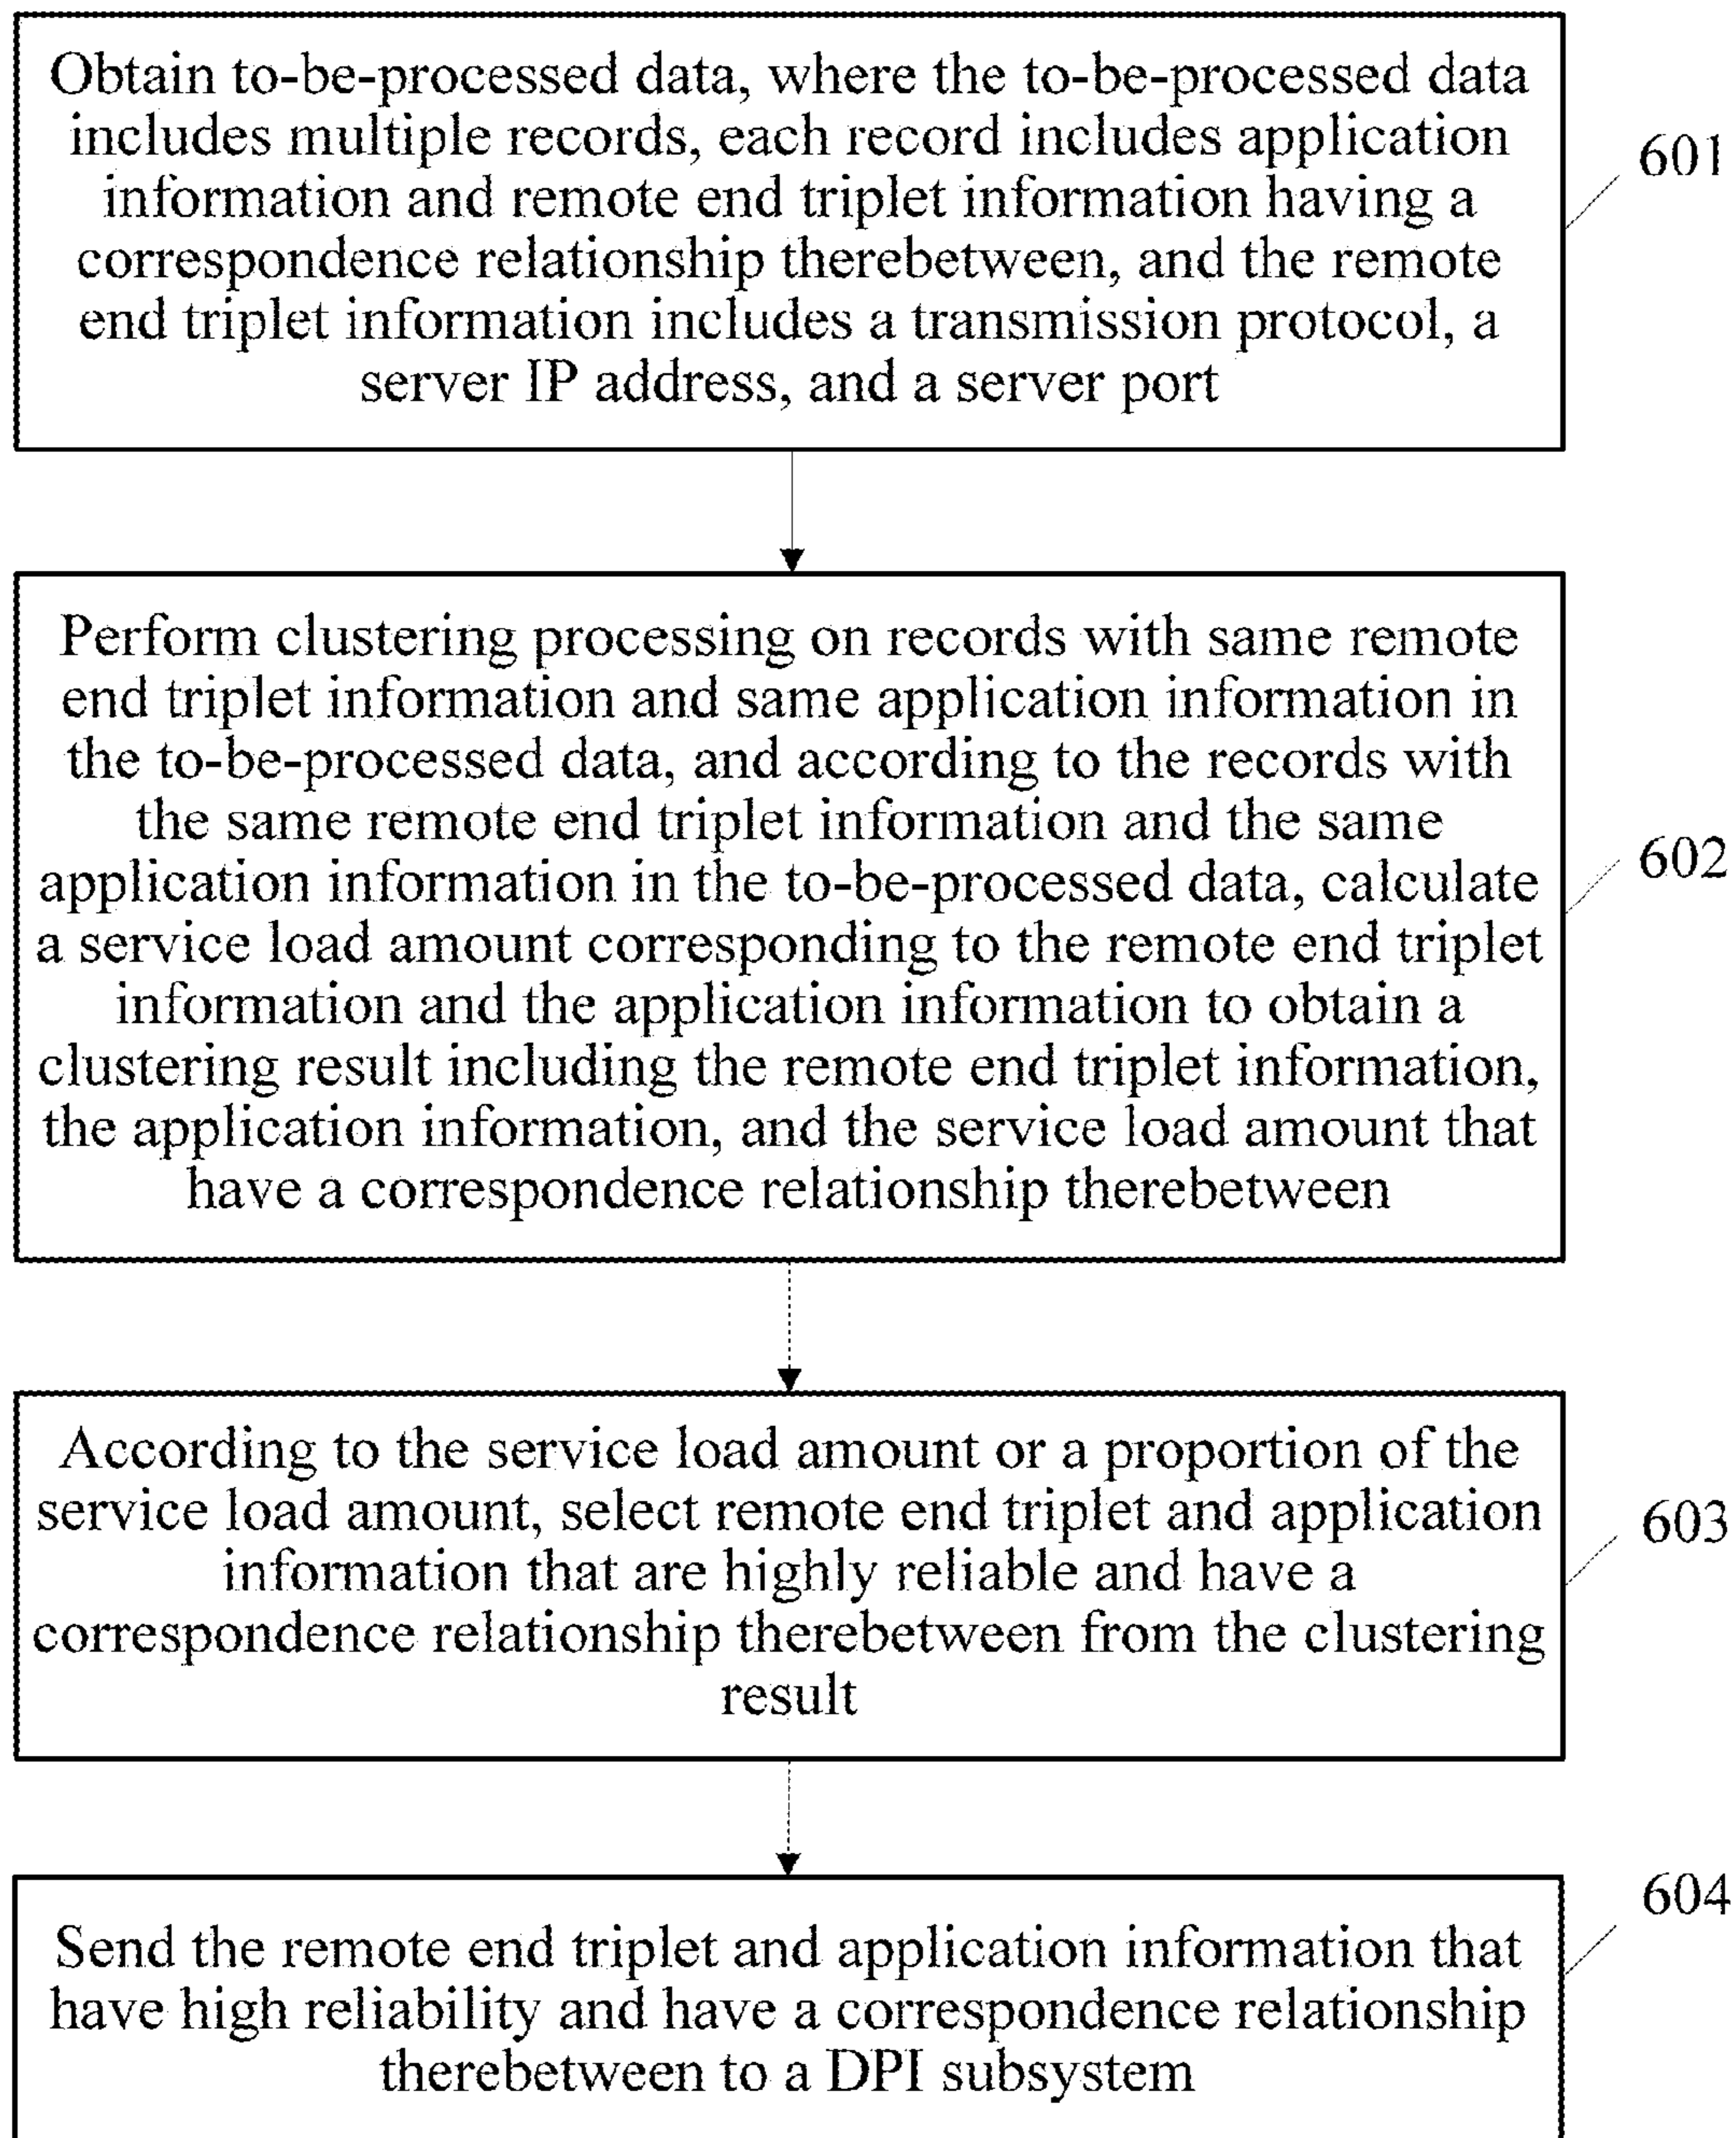 Obtain to-be-processed data, where the to-be-processed data
includes multiple records, each record includes application
information and remote end triplet information having a
correspondence relationship therebetween, and the remote
end triplet information includes a transmission protocol, a
server IP address, and a server port
601
Perform clustering processing on records with same remote
end triplet information and same application information in
the to-be-processed data, and according to the records with
the same remote end triplet information and the same
application information in the to-be-processed data, calculate
a service load amount corresponding to the remote end triplet
information and the application information to obtain a
clustering result including the remote end triplet information,
the application information, and the service load amount that
have a correspondence relationship therebetween
602
According to the service load amount or a proportion of the
service load amount, select remote end triplet and application
information that are highly reliable and have a
correspondence relationship therebetween from the clustering
result
603
Send the remote end triplet and application information that
have high reliability and have a correspondence relationship
therebetween to a DPI subsystem
604